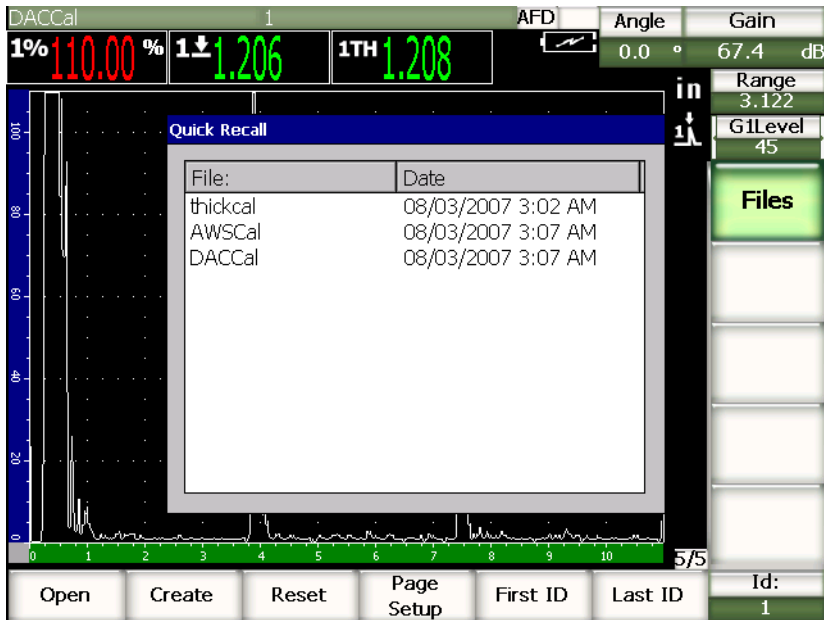 DACCal 1 AFD Angle Gain
1% 110.00 % 1 1.206 1TH 1.208 0.0 ° 67.4 dB
in Range
3.122
G1Level
45
Quick Recall
File: Date
thickcal 08/03/2007 3:02 AM
AWSCal 08/03/2007 3:07 AM
DACCal 08/03/2007 3:07 AM
Files
100
80
60
40
20
0
0 1 2 3 4 5 6 7 8 9 10
5/5
Open Create Reset Page Setup First ID Last ID Id:
1